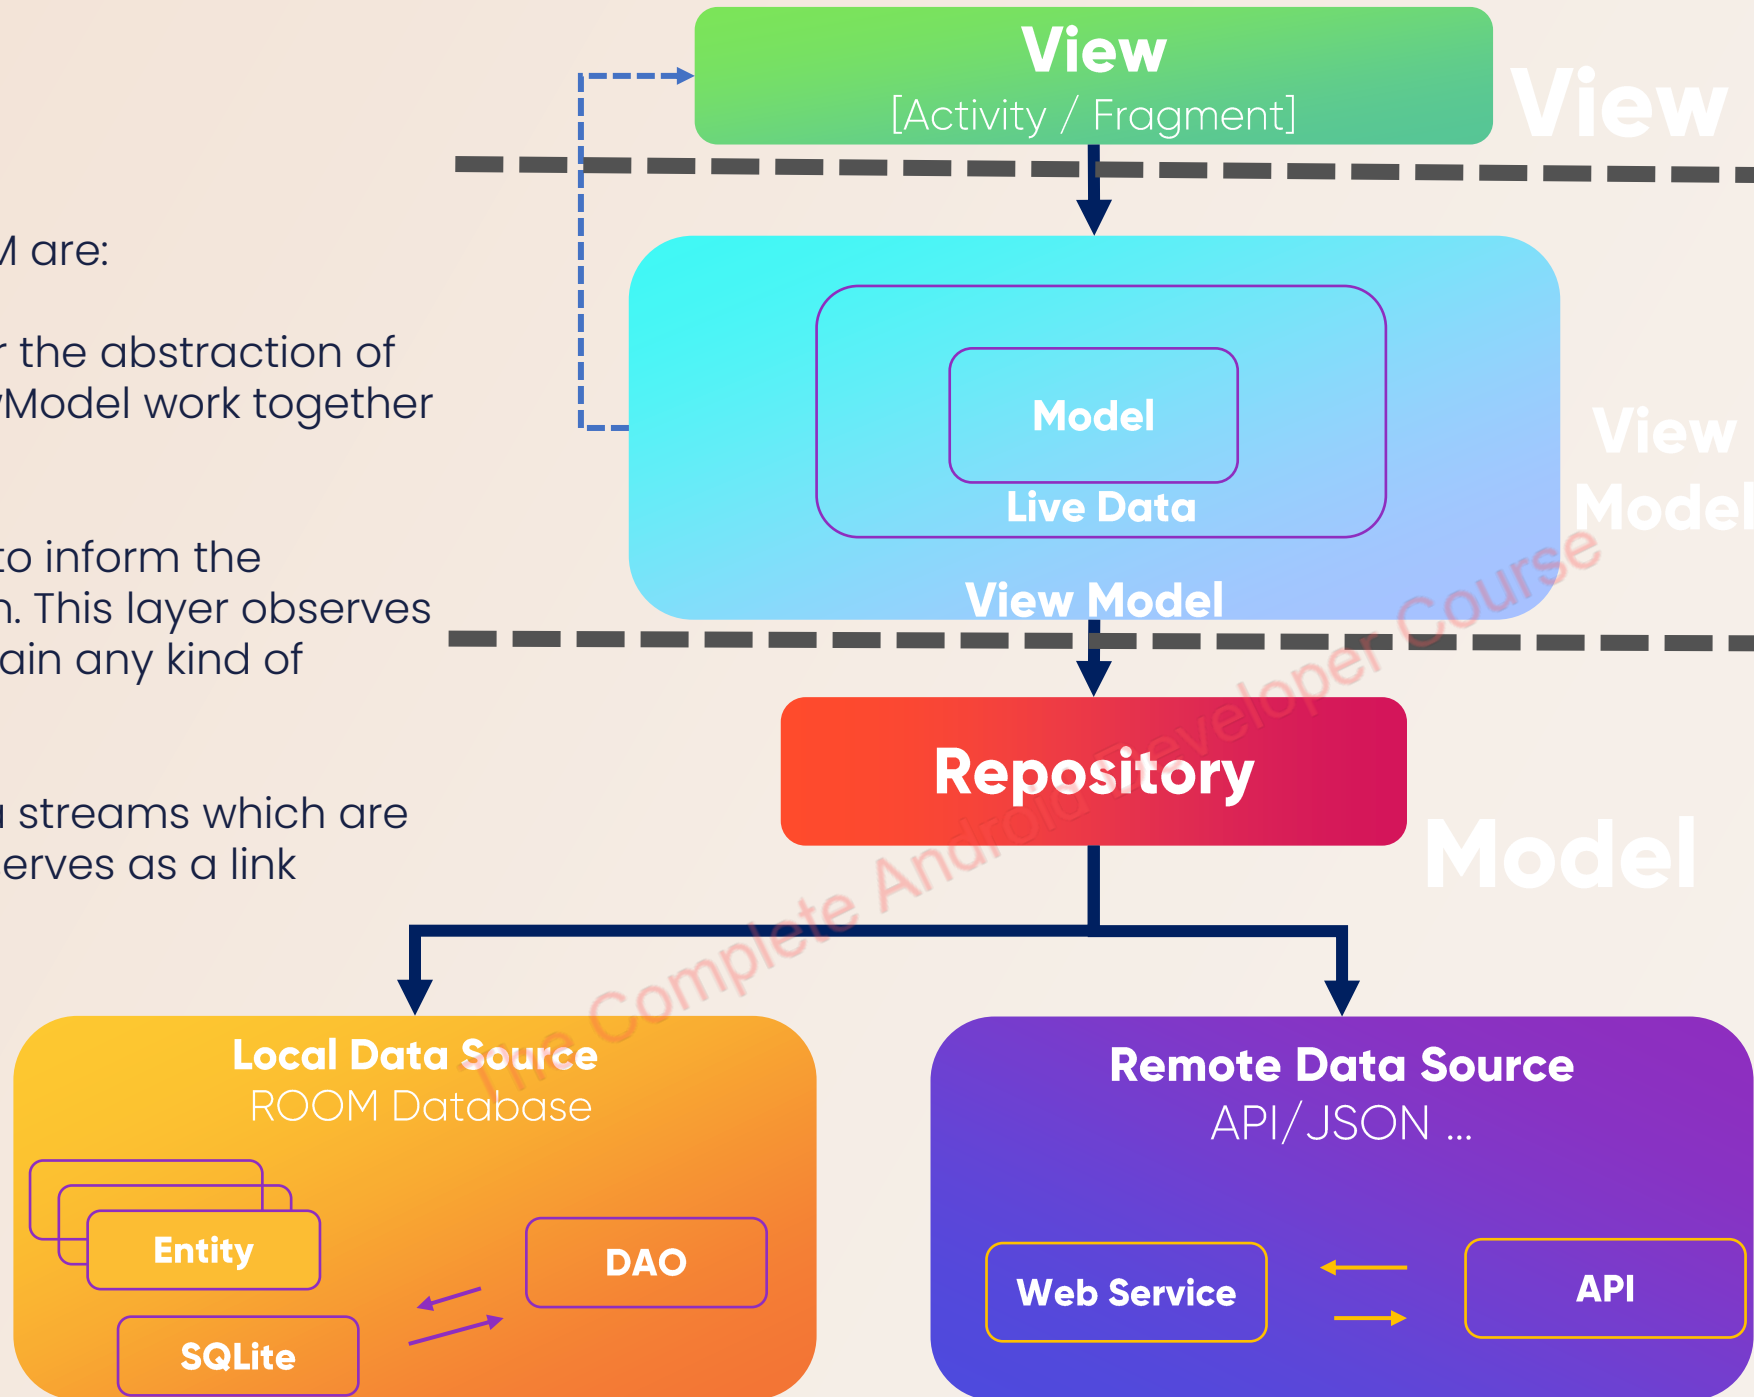 View
[Activity / Fragment]
View
M are:
r the abstraction of
Model work together
to inform the
. This layer observes
ain any kind of
streams which are
erves as a link
Model
Live Data
View Model
View
Model
Repository
Model
The Complete Android Developer Course
Local Data Source
ROOM Database
Entity
DAO
SQLite
Remote Data Source
API/JSON ...
Web Service
API